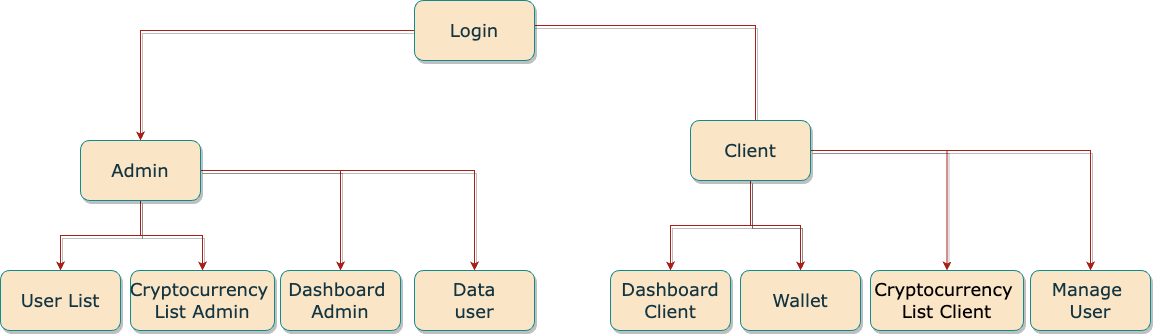 Login
Admin
Client
User List
Cryptocurrency
List Admin
Dashboard
Admin
Data
user
Dashboard
Client
Wallet
Cryptocurrency
List Client
Manage
User